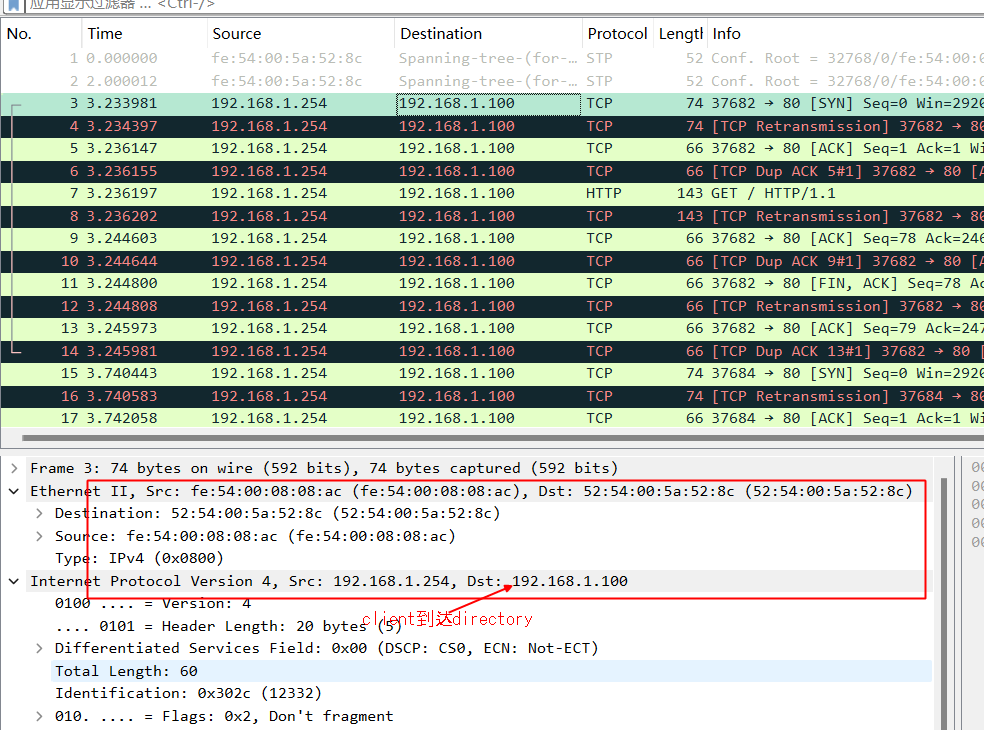 应用显示过滤器 … <Ctrl-/>
No. Time Source Destination Protocol Length Info
1 0.000000 fe:54:00:5a:52:8c Spanning-tree-(for-… STP 52 Conf. Root = 32768/0/fe:54:00:
2 2.000012 fe:54:00:5a:52:8c Spanning-tree-(for-… STP 52 Conf. Root = 32768/0/fe:54:00:
3 3.233981 192.168.1.254 192.168.1.100 TCP 74 37682 → 80 [SYN] Seq=0 Win=2920
4 3.234397 192.168.1.254 192.168.1.100 TCP 74 [TCP Retransmission] 37682 → 80
5 3.236147 192.168.1.254 192.168.1.100 TCP 66 37682 → 80 [ACK] Seq=1 Ack=1 Wi
6 3.236155 192.168.1.254 192.168.1.100 TCP 66 [TCP Dup ACK 5#1] 37682 → 80 [A
7 3.236197 192.168.1.254 192.168.1.100 HTTP 143 GET / HTTP/1.1
8 3.236202 192.168.1.254 192.168.1.100 TCP 143 [TCP Retransmission] 37682 → 80
9 3.244603 192.168.1.254 192.168.1.100 TCP 66 37682 → 80 [ACK] Seq=78 Ack=246
10 3.244644 192.168.1.254 192.168.1.100 TCP 66 [TCP Dup ACK 9#1] 37682 → 80 [A
11 3.244800 192.168.1.254 192.168.1.100 TCP 66 37682 → 80 [FIN, ACK] Seq=78 Ac
12 3.244808 192.168.1.254 192.168.1.100 TCP 66 [TCP Retransmission] 37682 → 80
13 3.245973 192.168.1.254 192.168.1.100 TCP 66 37682 → 80 [ACK] Seq=79 Ack=247
14 3.245981 192.168.1.254 192.168.1.100 TCP 66 [TCP Dup ACK 13#1] 37682 → 80 [
15 3.740443 192.168.1.254 192.168.1.100 TCP 74 37684 → 80 [SYN] Seq=0 Win=2920
16 3.740583 192.168.1.254 192.168.1.100 TCP 74 [TCP Retransmission] 37684 → 80
17 3.742058 192.168.1.254 192.168.1.100 TCP 66 37684 → 80 [ACK] Seq=1 Ack=1 Wi
Frame 3: 74 bytes on wire (592 bits), 74 bytes captured (592 bits)
Ethernet II, Src: fe:54:00:08:08:ac (fe:54:00:08:08:ac), Dst: 52:54:00:5a:52:8c (52:54:00:5a:52:8c)
Destination: 52:54:00:5a:52:8c (52:54:00:5a:52:8c)
Source: fe:54:00:08:08:ac (fe:54:00:08:08:ac)
Type: IPv4 (0x0800)
Internet Protocol Version 4, Src: 192.168.1.254, Dst: 192.168.1.100
0100 .... = Version: 4
client到达directory
.... 0101 = Header Length: 20 bytes (5)
Differentiated Services Field: 0x00 (DSCP: CS0, ECN: Not-ECT)
Total Length: 60
Identification: 0x302c (12332)
010. .... = Flags: 0x2, Don't fragment